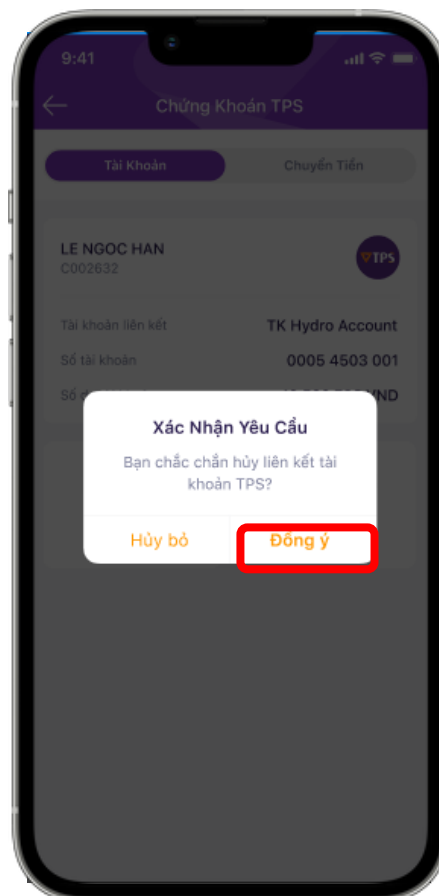 9:41
Chứng Khoán TPS
Tài Khoản
Chuyển Tiền
LE NGOC HAN
C002632
TPS
Tài khoản liên kết
TK Hydro Account
Số tài khoản
0005 4503 001
Số
VND
Xác Nhận Yêu Cầu
Bạn chắc chắn hủy liên kết tài
khoản TPS?
Hủy bỏ
Đồng ý